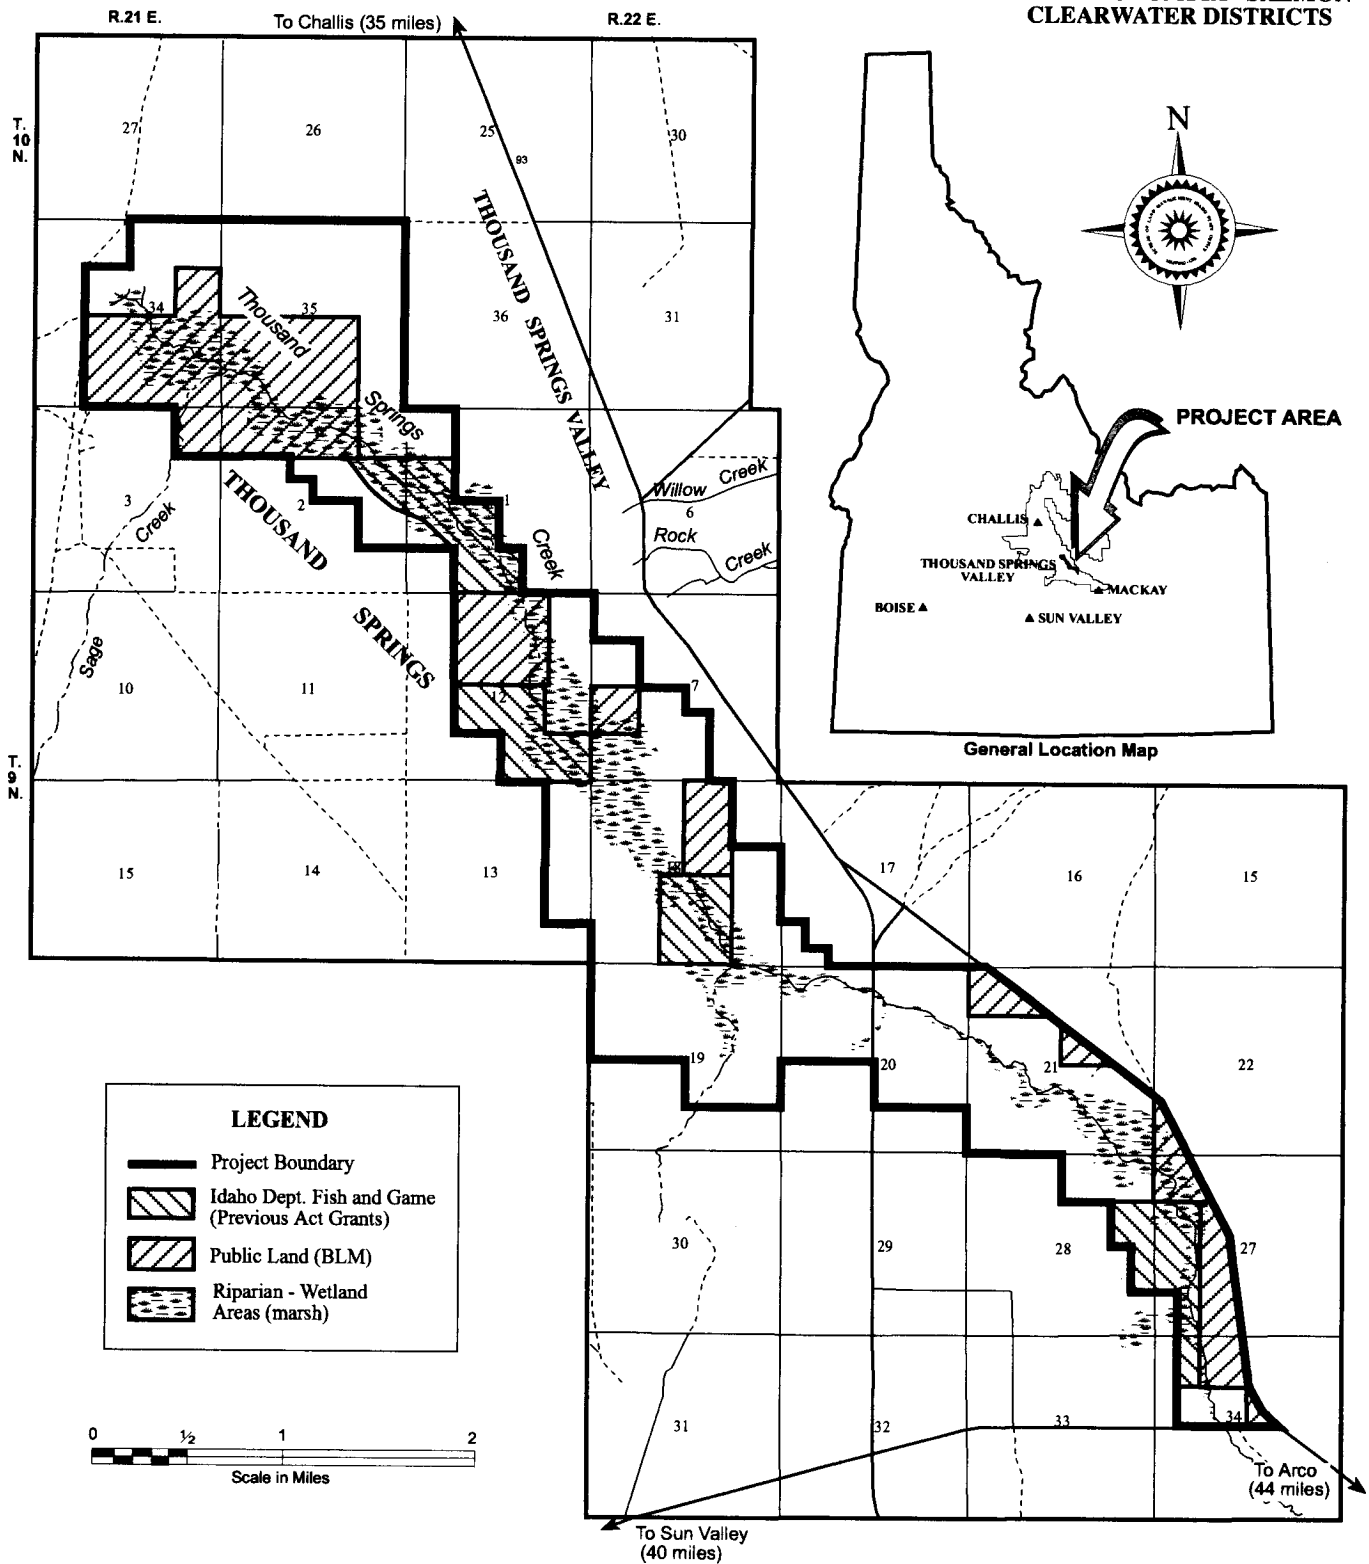 CLEARWATER DISTRICTS
R.21 E.
To Challis (35 miles)
R.22 E.
T.
10
N.
27
26
25
30
93
N
THOUSAND SPRINGS VALLEY
34
35
36
31
Thousand
Springs
Creek
PROJECT AREA
CHALLIS
THOUSAND SPRINGS
VALLEY
MACKAY
BOISE
SUN VALLEY
General Location Map
THOUSAND
SPRINGS
3
2
1
Willow Creek
6
Rock
Creek
Creek
Sage
10
11
12
7
T.
9
N.
15
14
13
17
16
15
19
20
21
22
LEGEND
Project Boundary
Idaho Dept. Fish and Game
(Previous Act Grants)
Public Land (BLM)
Riparian - Wetland
Areas (marsh)
30
29
28
27
31
32
33
34
0
½
1
2
Scale in Miles
To Arco
(44 miles)
To Sun Valley
(40 miles)